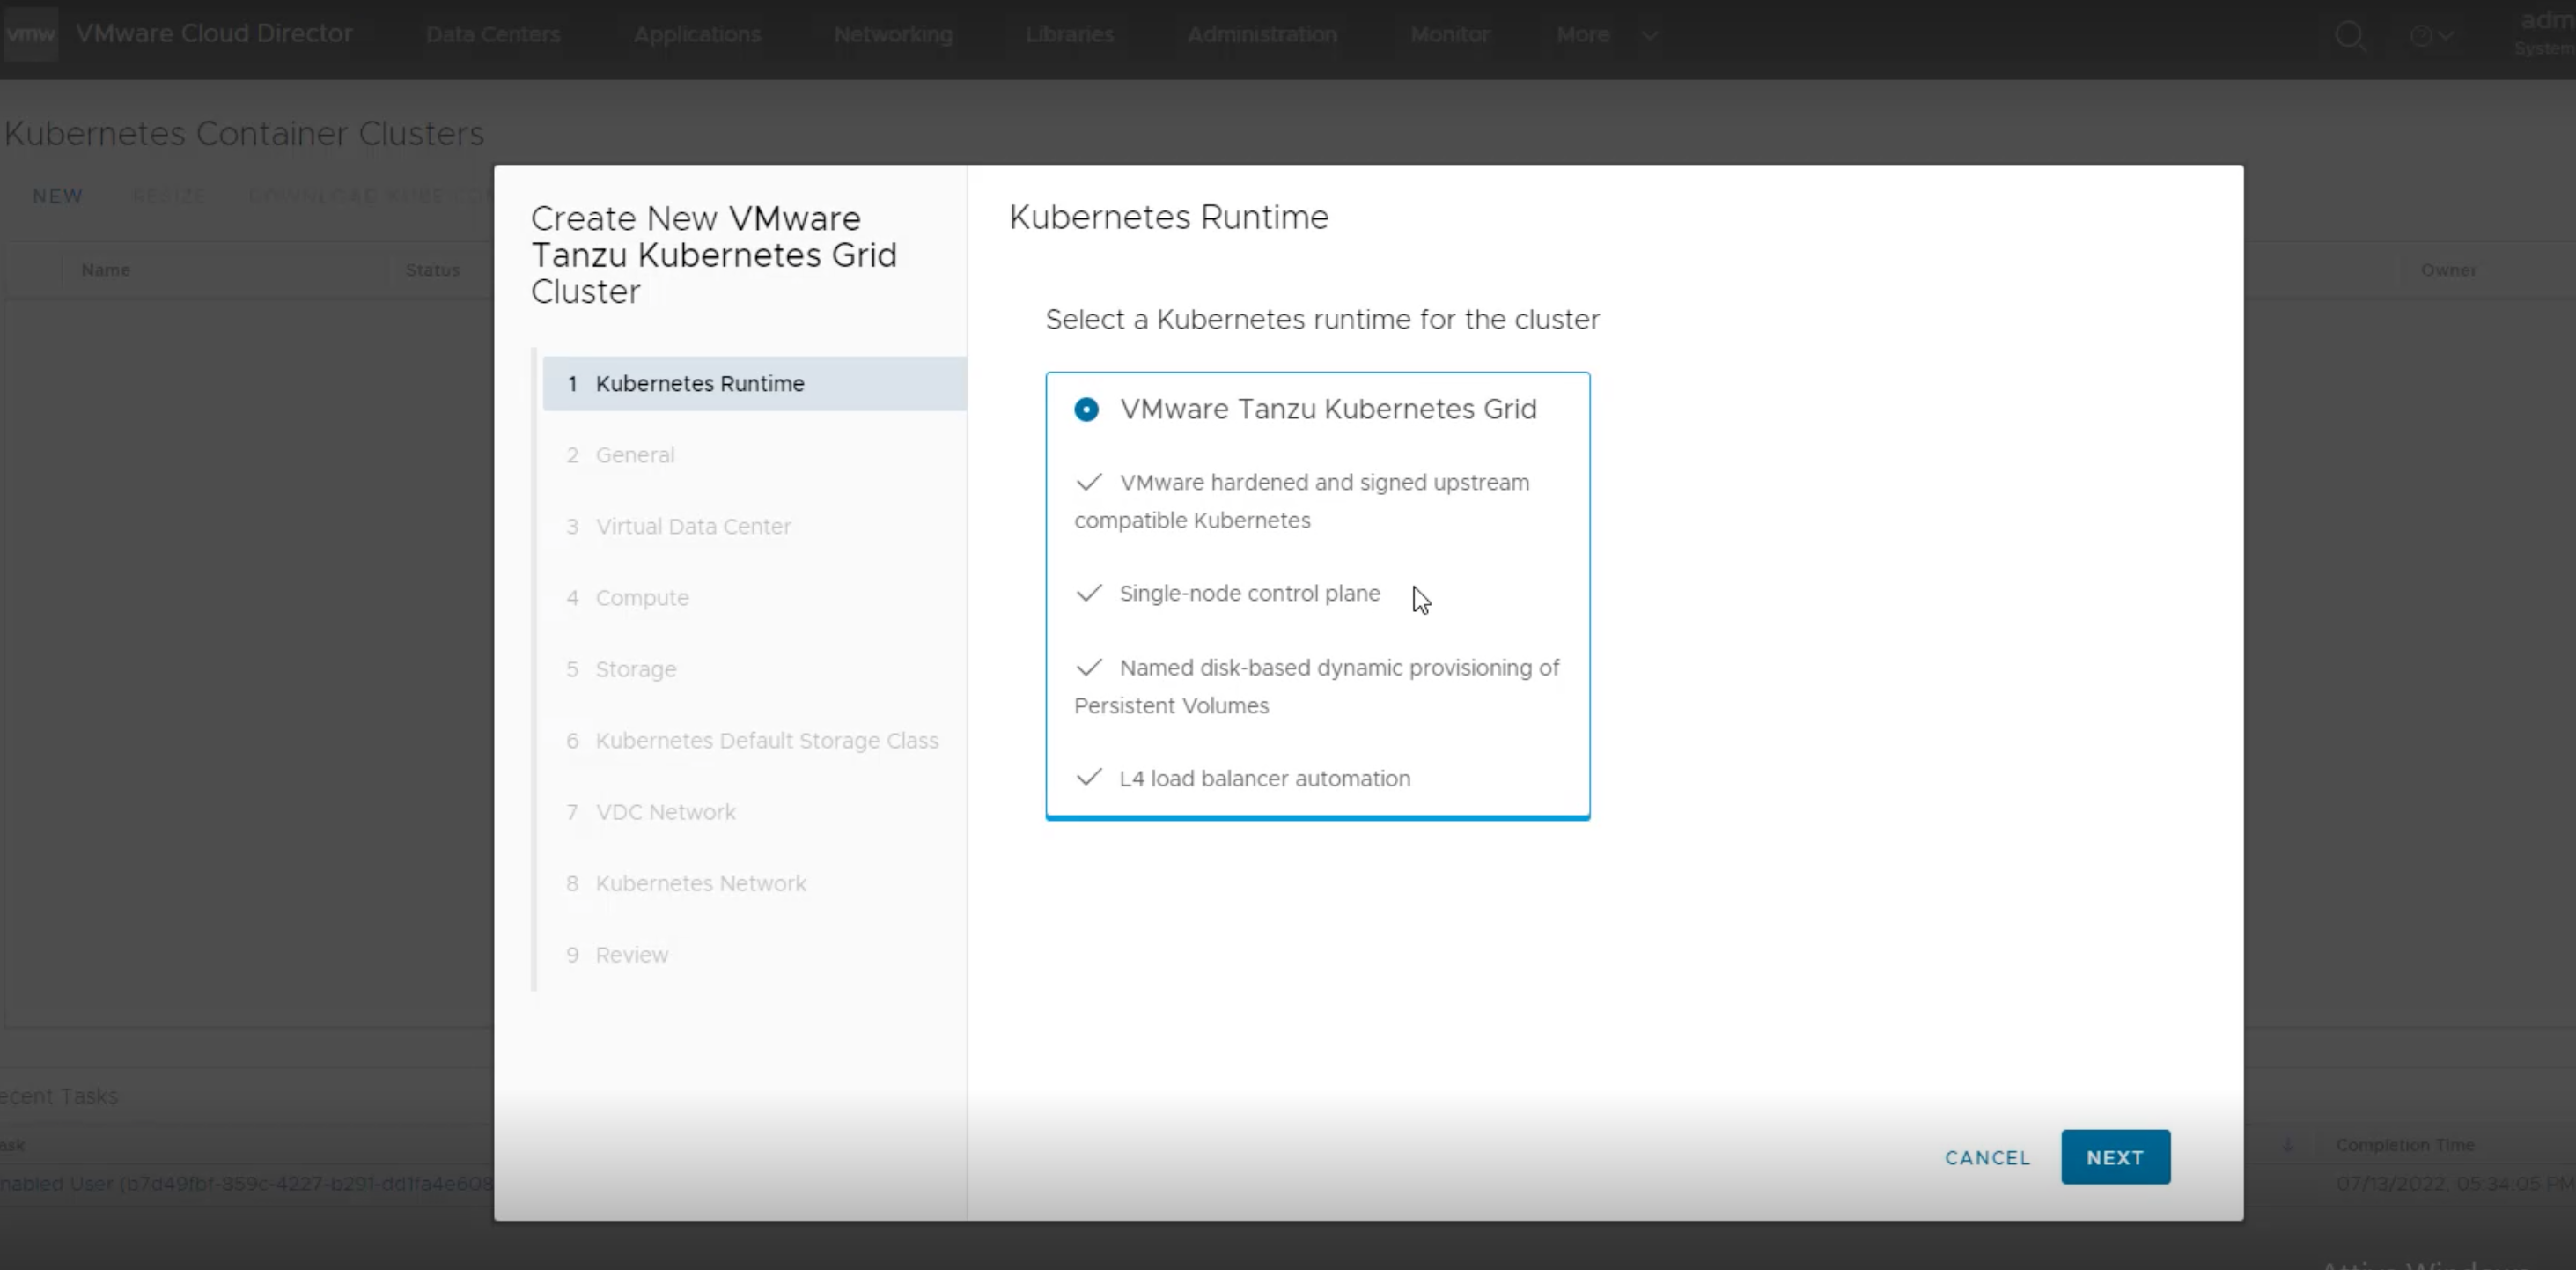 vmw VMware Cloud Director Data Centers Applications Networking Libraries Administration Monitor More
System
Kubernetes Container Clusters
NEW RESIZE DOWNLOAD KUBE
Name Status Owner
Create New VMware
Tanzu Kubernetes Grid
Cluster
1 Kubernetes Runtime
2 General
3 Virtual Data Center
4 Compute
5 Storage
6 Kubernetes Default Storage Class
7 VDC Network
8 Kubernetes Network
9 Review
Kubernetes Runtime
Select a Kubernetes runtime for the cluster
VMware Tanzu Kubernetes Grid
VMware hardened and signed upstream
compatible Kubernetes
Single-node control plane
Named disk-based dynamic provisioning of
Persistent Volumes
L4 load balancer automation
CANCEL NEXT
ecent Tasks
ask Completion Time
nabled User (b7d49fbf-859c-4227-b291-dd1fa4e608 07/13/2022, 05:34:05 PM